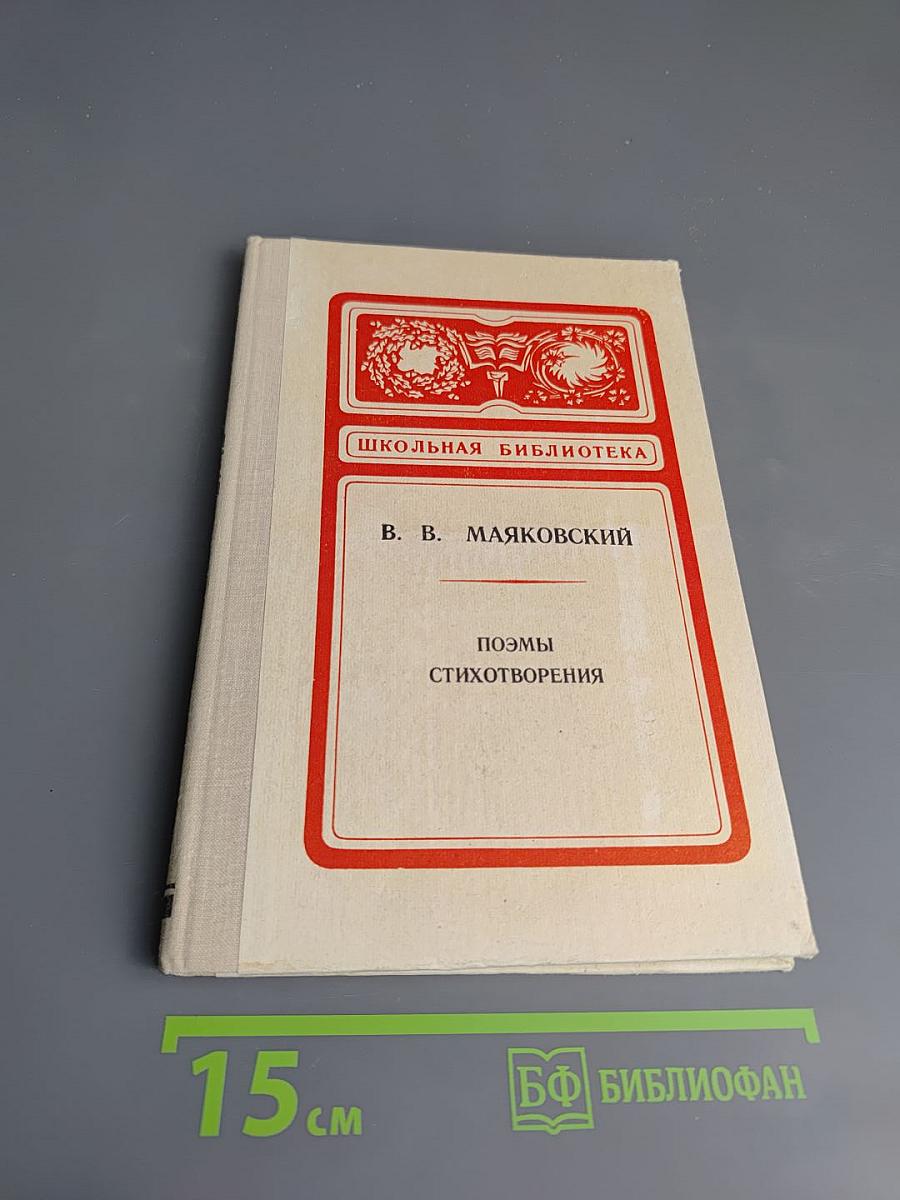 ШКОЛЬНАЯ БИБЛИОТЕКА
В. В. МАЯКОВСКИЙ
ПОЭМЫ
СТИХОТВОРЕНИЯ
15 см
БФ БИБЛИОФАН